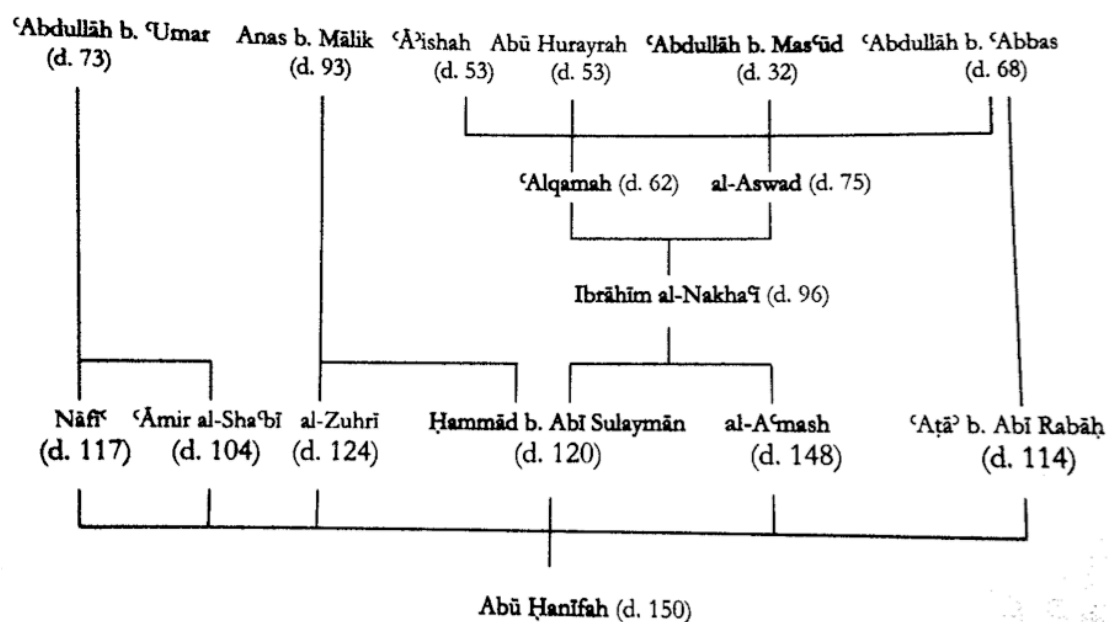 ʿAbdullāh b. ʿUmar Anas b. Mālik ʿĀʾishah Abū Hurayrah ʿAbdullāh b. Masʿūd ʿAbdullāh b. ʿAbbas
(d. 73) (d. 93) (d. 53) (d. 53) (d. 32) (d. 68)
ʿAlqamah (d. 62) al-Aswad (d. 75)
Ibrāhīm al-Nakhaʿī (d. 96)
Nāfiʿ ʿĀmir al-Shaʿbī al-Zuhrī Ḥammād b. Abī Sulaymān al-Aʿmash ʿAṭāʾ b. Abī Rabāḥ
(d. 117) (d. 104) (d. 124) (d. 120) (d. 148) (d. 114)
Abū Ḥanīfah (d. 150)